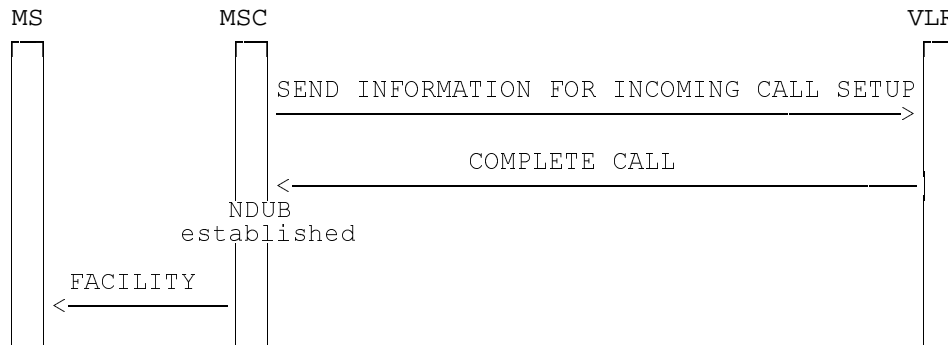 MS MSC VLR
SEND INFORMATION FOR INCOMING CALL SETUP
COMPLETE CALL
NDUB
established
FACILITY